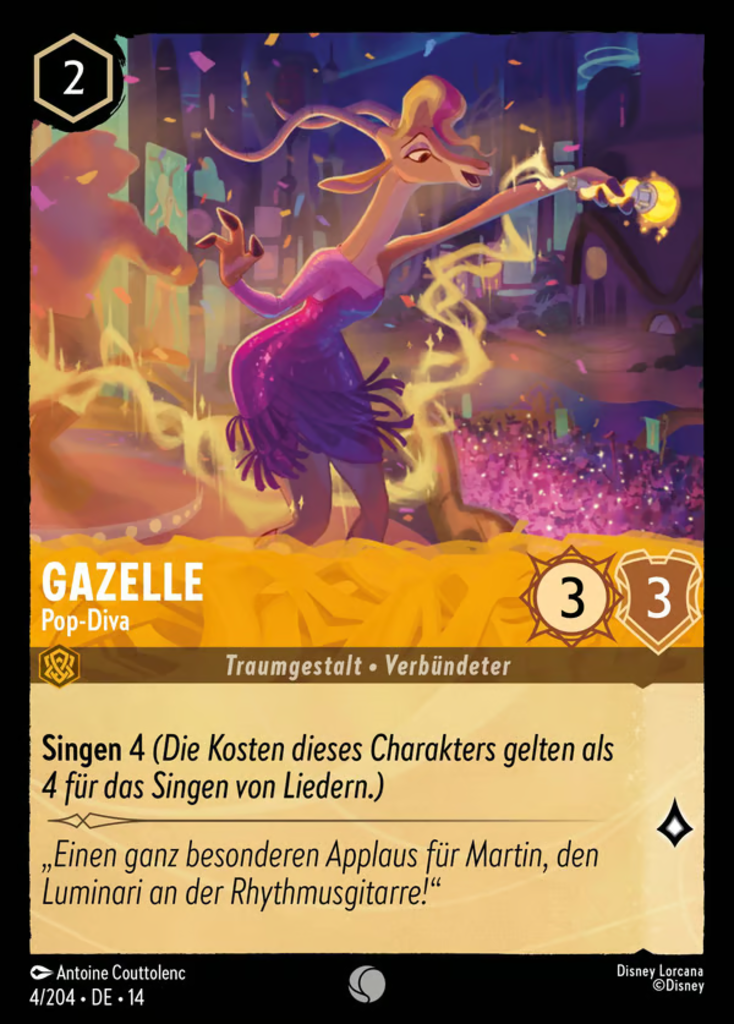 2
GAZELLE
Pop-Diva
3
3
Traumgestalt • Verbündeter
Singen 4 (Die Kosten dieses Charakters gelten als
4 für das Singen von Liedern.)
„Einen ganz besonderen Applaus für Martin, den
Luminari an der Rhythmusgitarre!“
Antoine Couttolenc
4/204 • DE • 14
Disney Lorcana
©Disney